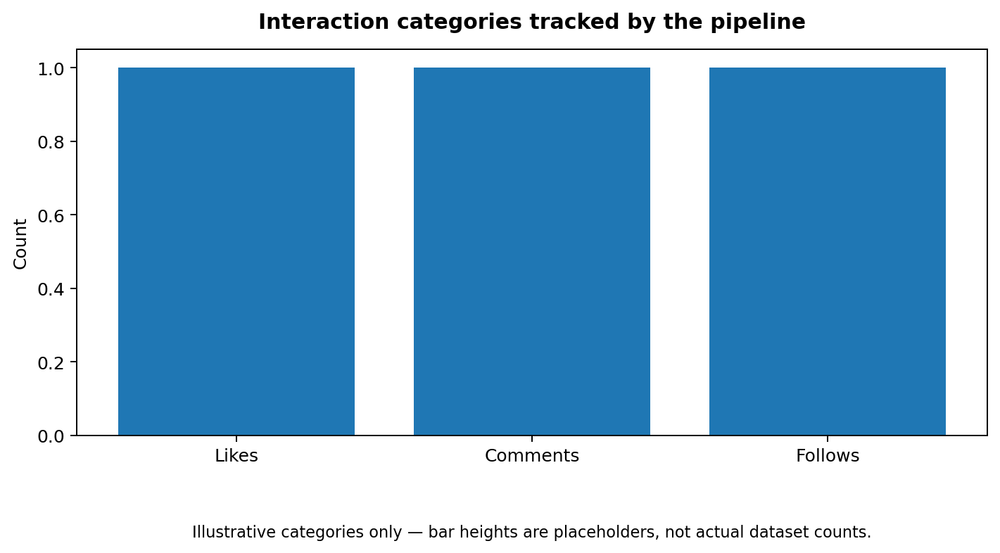 Interaction categories tracked by the pipeline
Count
1.0
0.8
0.6
0.4
0.2
0.0
Likes
Comments
Follows
Illustrative categories only — bar heights are placeholders, not actual dataset counts.